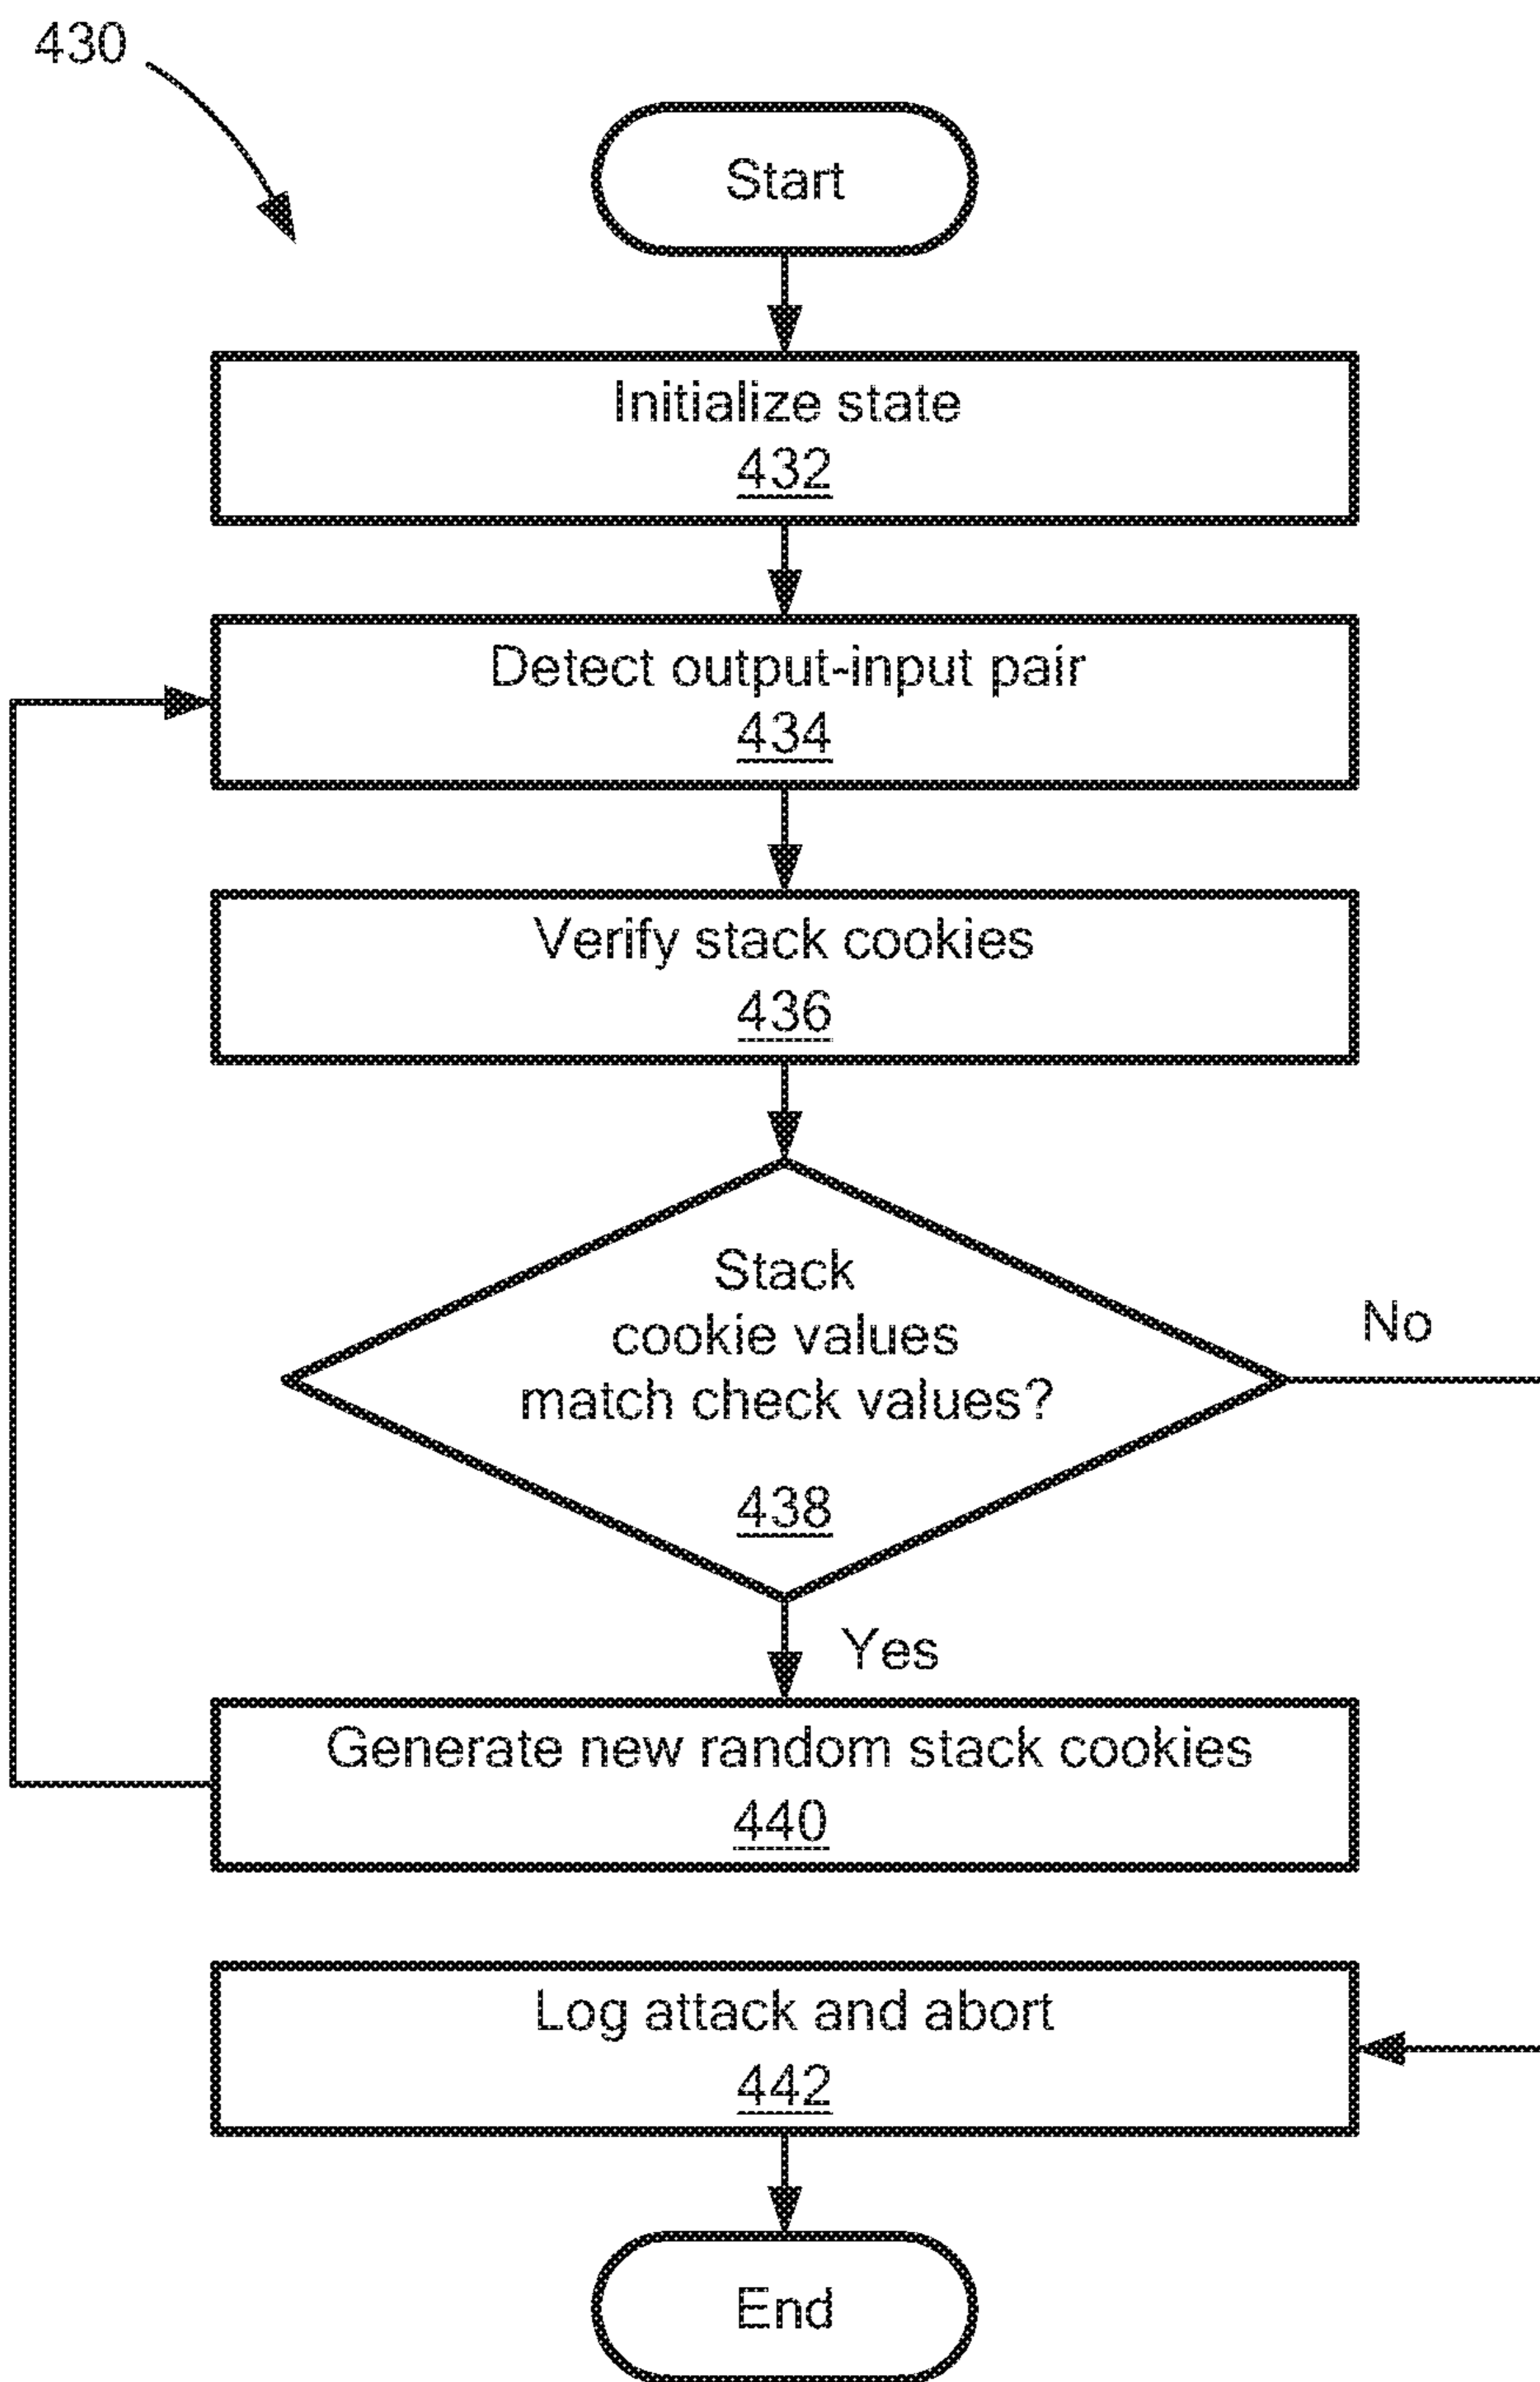 430
Start
Initialize state
432
Detect output-input pair
434
Verify stack cookies
436
Stack
cookie values
match check values?
438
No
Yes
Generate new random stack cookies
440
Log attack and abort
442
End